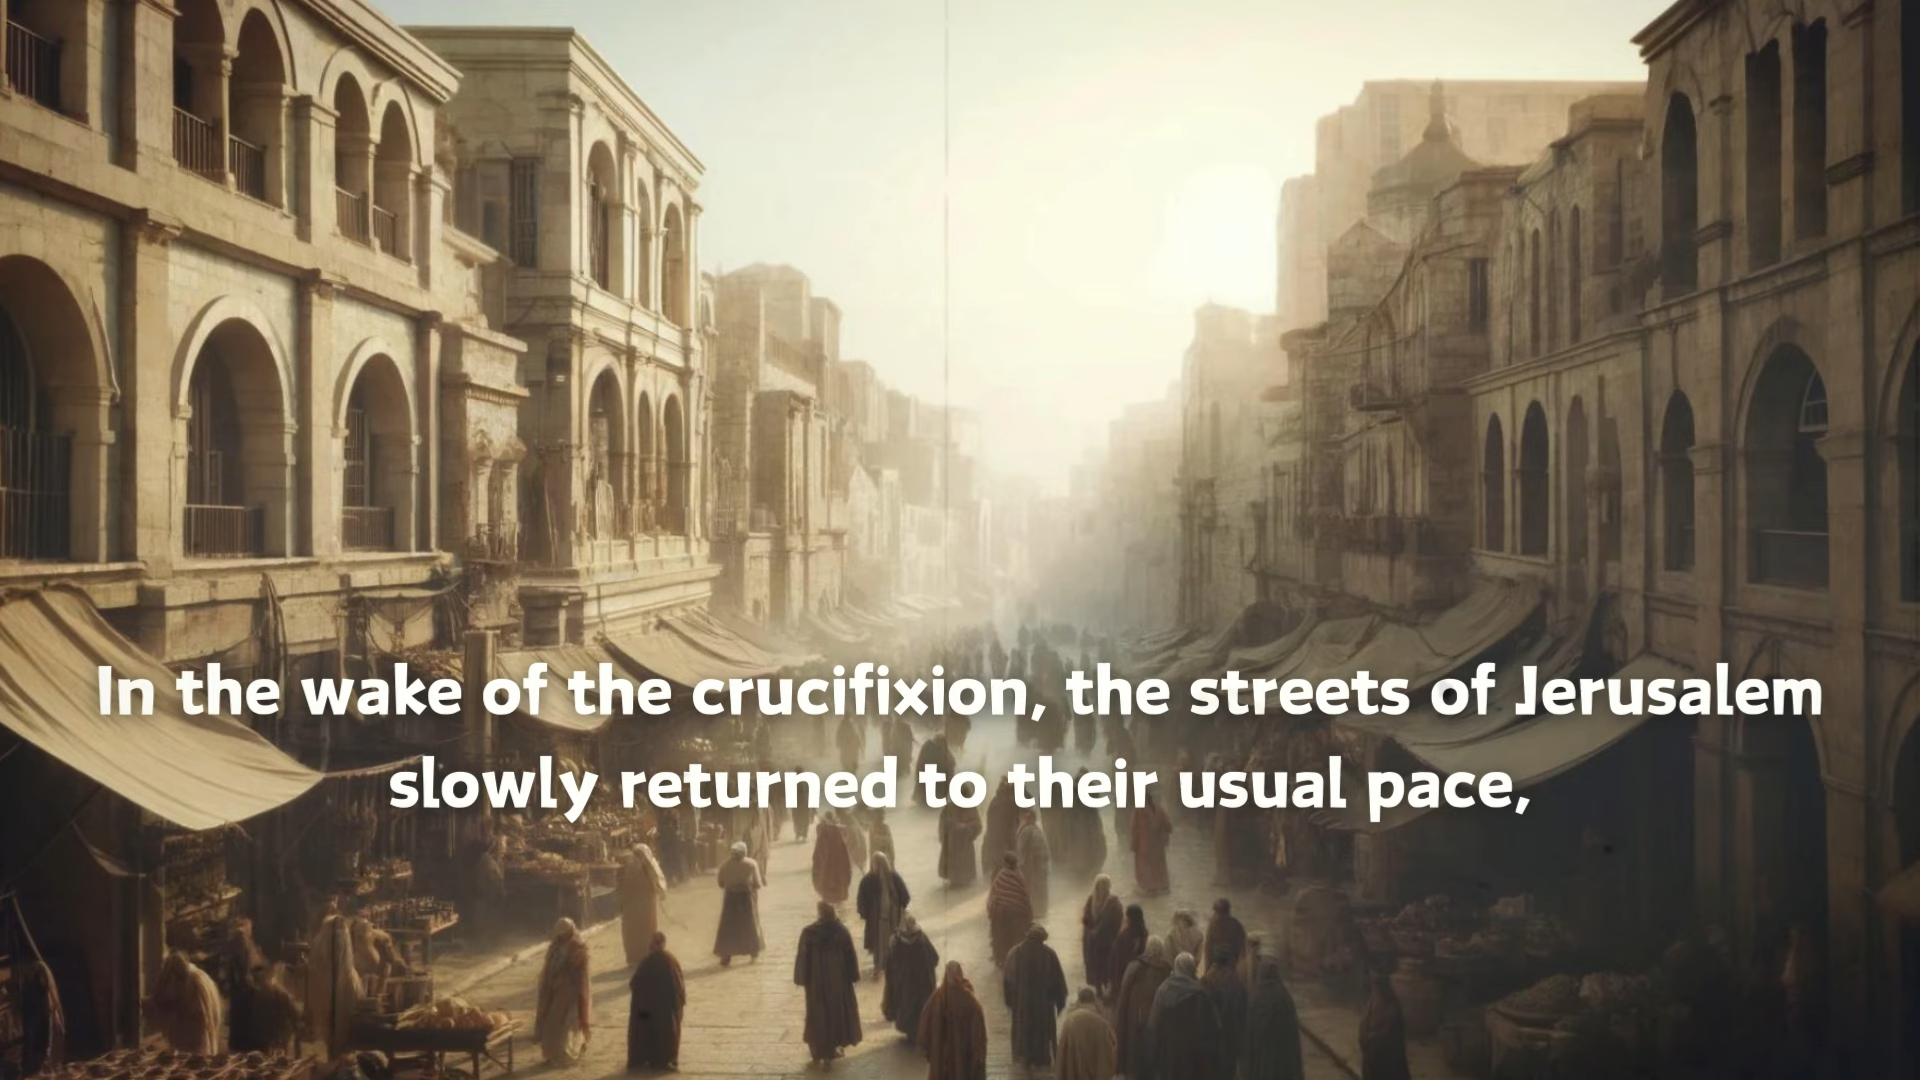 In the wake of the crucifixion, the streets of Jerusalem
slowly returned to their usual pace,